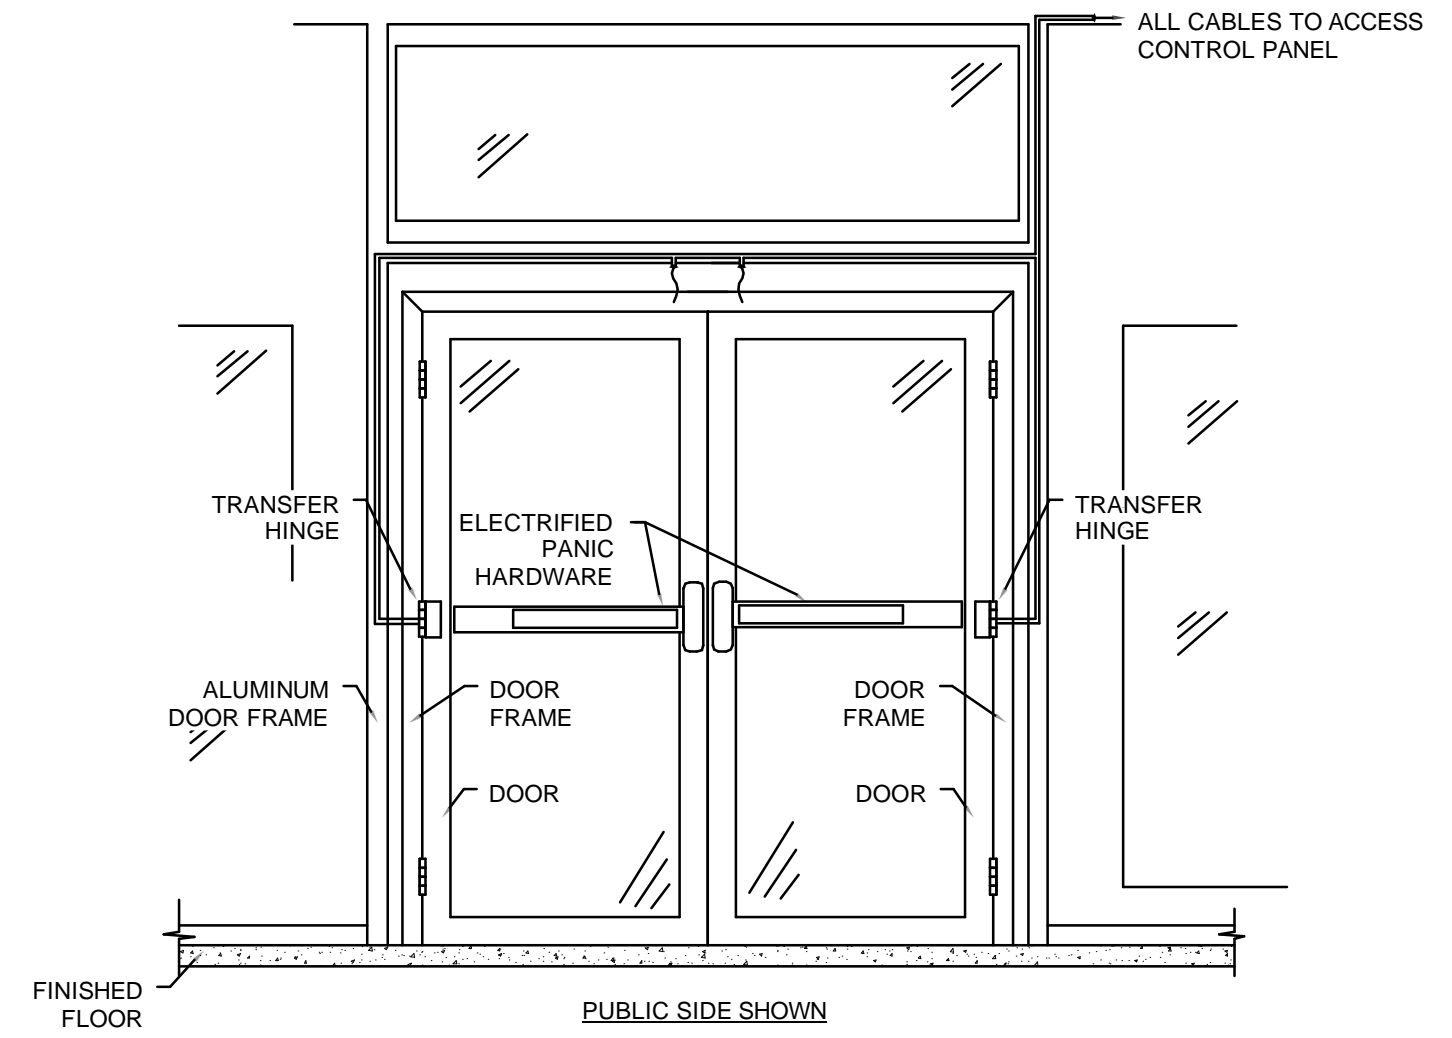 ALL CABLES TO ACCESS
CONTROL PANEL
TRANSFER
HINGE
ELECTRIFIED
PANIC
HARDWARE
TRANSFER
HINGE
ALUMINUM
DOOR FRAME
DOOR
FRAME
DOOR
FRAME
DOOR
DOOR
FINISHED
FLOOR
PUBLIC SIDE SHOWN